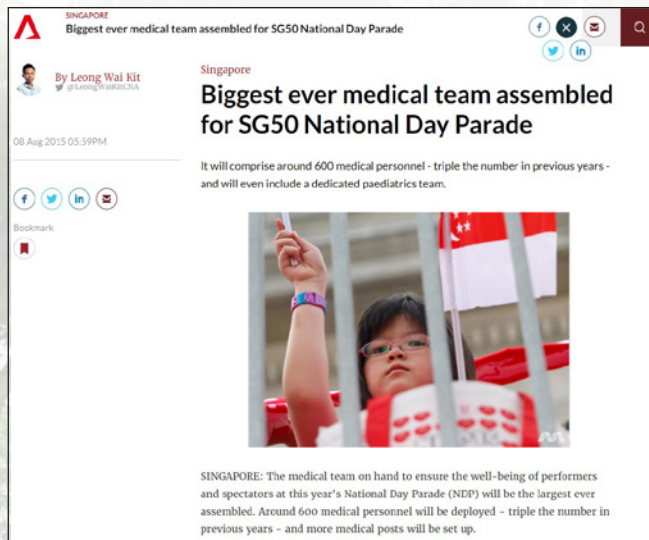 SINGAPORE
Biggest ever medical team assembled for SG50 National Day Parade
By Leong Wai Kit
@LeongWaiKitCNA
08 Aug 2015 05:59PM
Bookmark
Singapore
Biggest ever medical team assembled
for SG50 National Day Parade
It will comprise around 600 medical personnel - triple the number in previous years -
and will even include a dedicated paediatrics team.
SINGAPORE: The medical team on hand to ensure the well-being of performers
and spectators at this year's National Day Parade (NDP) will be the largest ever
assembled. Around 600 medical personnel will be deployed - triple the number in
previous years - and more medical posts will be set up.